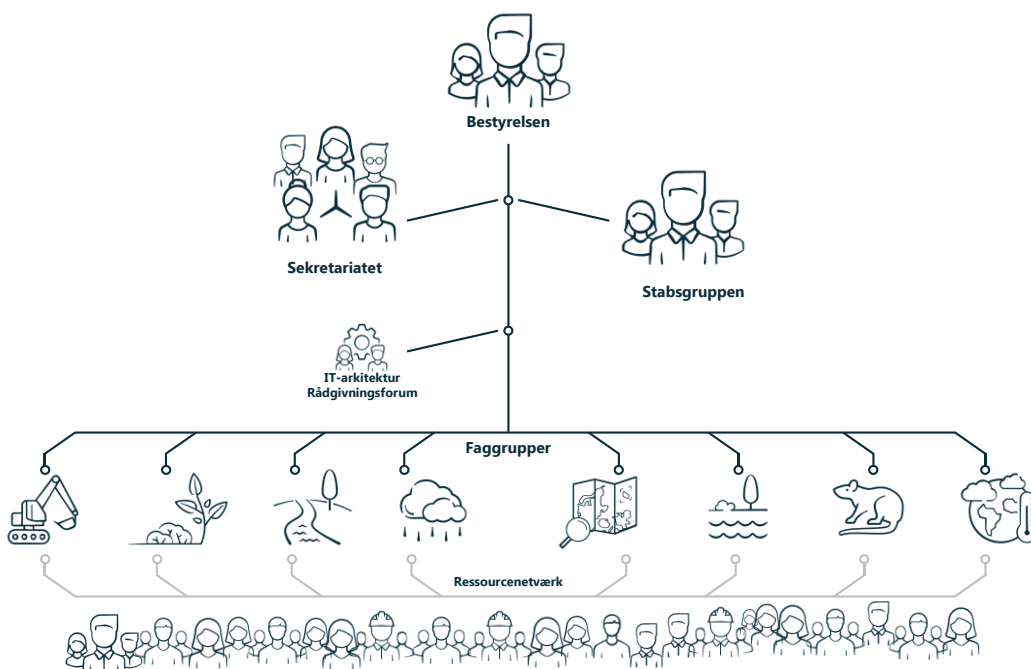 Bestyrelsen
Sekretariatet
Stabsgruppen
IT-arkitektur
Rådgivningsforum
Faggrupper
Ressourcenetværk